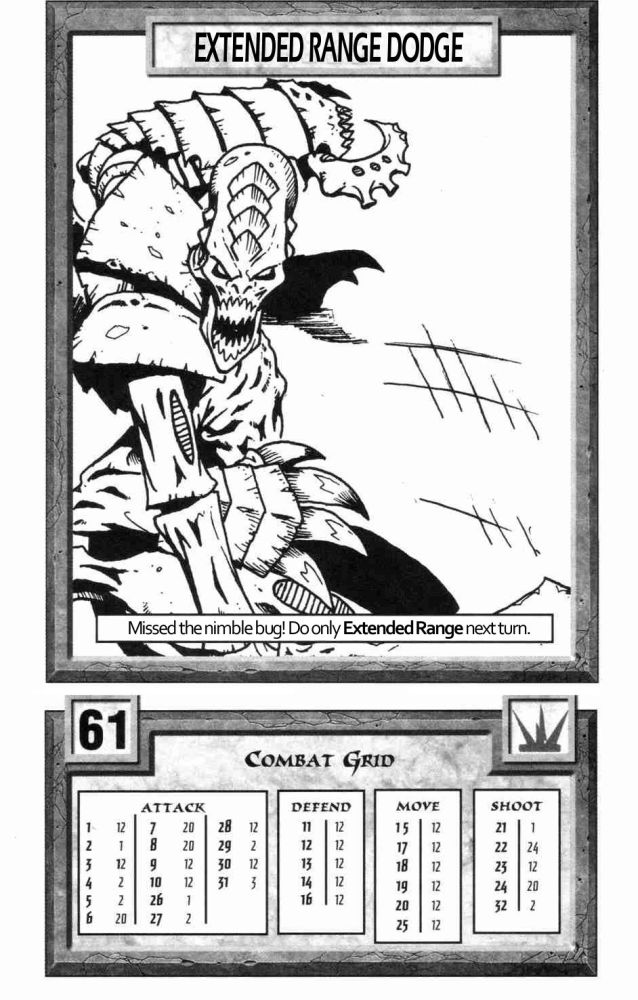 EXTENDED RANGE DODGE
Missed the nimble bug! Do only Extended Range next turn.
61
COMBAT GRID
ATTACK
1 12 7 20 28 12
2 1 8 20 29 2
3 12 9 12 30 12
4 2 10 12 31 3
5 2 26 1
6 20 27 2
DEFEND
11 12
12 12
13 12
14 12
16 12
MOVE
15 12
17 12
18 12
19 12
20 12
25 12
SHOOT
21 1
22 24
23 12
24 20
32 2